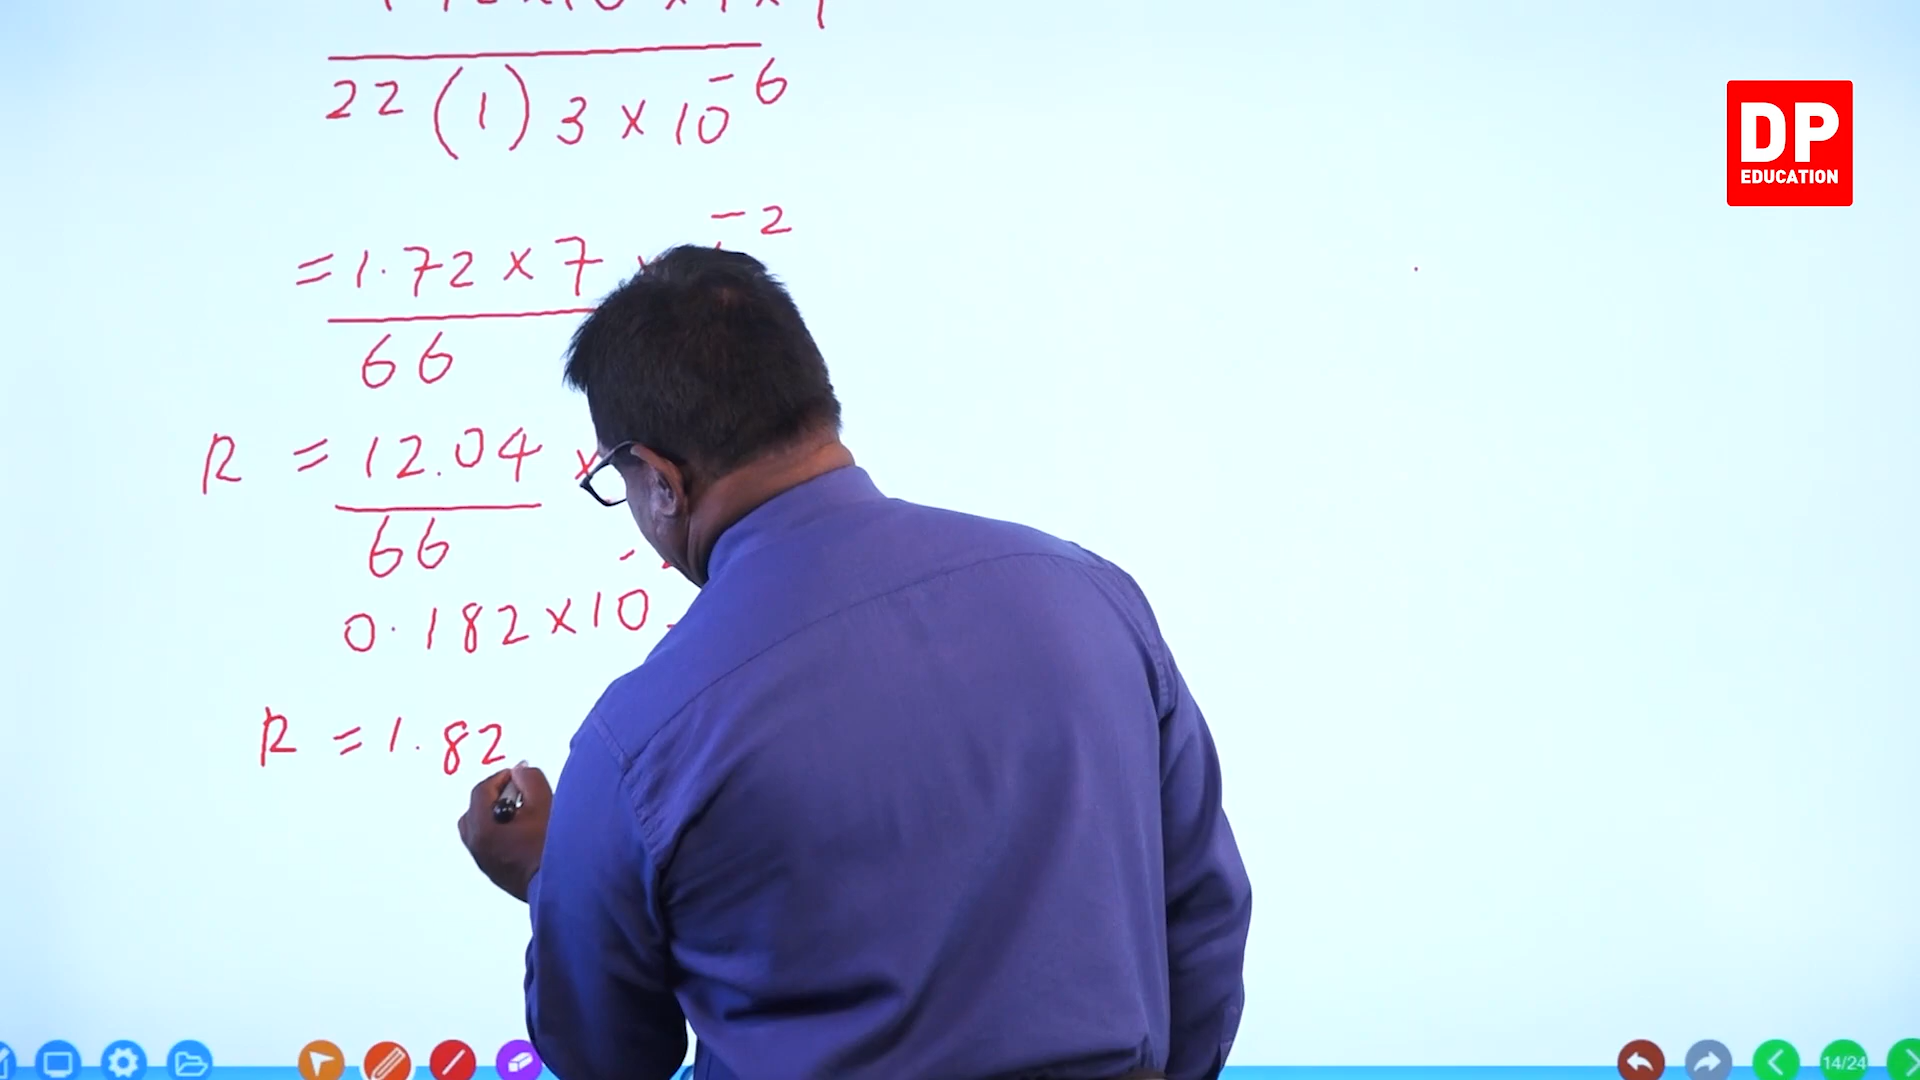 22 (1) 3 × 10⁻⁶
= 1.72 × 7 ⁻²
66
R = 12.04 ×
66
0.182 × 10⁻
R = 1.82
DP
EDUCATION
14/24